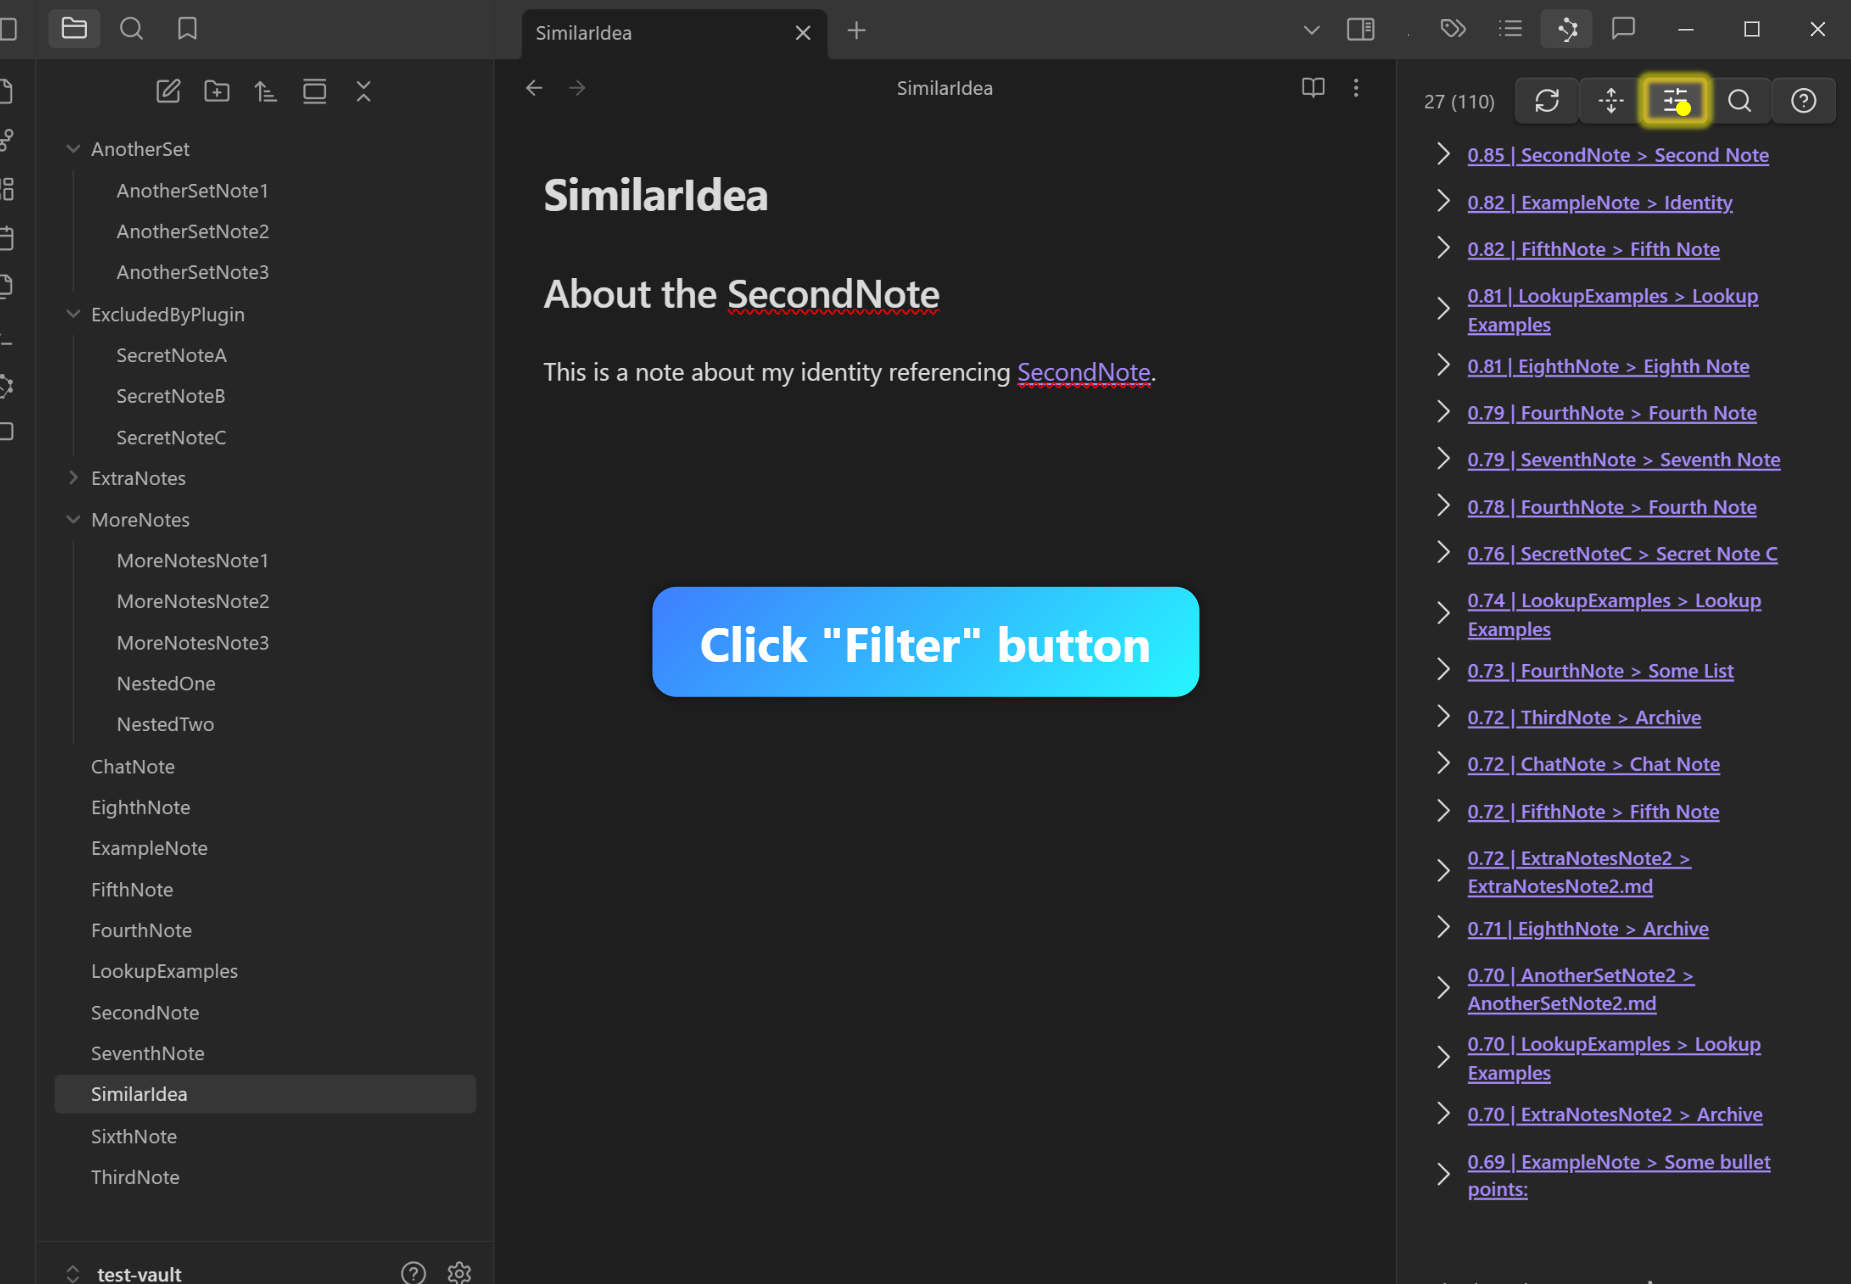 SimilarIdea
SimilarIdea
27 (110)
AnotherSet
AnotherSetNote1
AnotherSetNote2
AnotherSetNote3
ExcludedByPlugin
SecretNoteA
SecretNoteB
SecretNoteC
ExtraNotes
MoreNotes
MoreNotesNote1
MoreNotesNote2
MoreNotesNote3
NestedOne
NestedTwo
ChatNote
EighthNote
ExampleNote
FifthNote
FourthNote
LookupExamples
SecondNote
SeventhNote
SimilarIdea
SixthNote
ThirdNote
test-vault
SimilarIdea
About the SecondNote
This is a note about my identity referencing SecondNote.
Click "Filter" button
0.85 | SecondNote > Second Note
0.82 | ExampleNote > Identity
0.82 | FifthNote > Fifth Note
0.81 | LookupExamples > Lookup
Examples
0.81 | EighthNote > Eighth Note
0.79 | FourthNote > Fourth Note
0.79 | SeventhNote > Seventh Note
0.78 | FourthNote > Fourth Note
0.76 | SecretNoteC > Secret Note C
0.74 | LookupExamples > Lookup
Examples
0.73 | FourthNote > Some List
0.72 | ThirdNote > Archive
0.72 | ChatNote > Chat Note
0.72 | FifthNote > Fifth Note
0.72 | ExtraNotesNote2 >
ExtraNotesNote2.md
0.71 | EighthNote > Archive
0.70 | AnotherSetNote2 >
AnotherSetNote2.md
0.70 | LookupExamples > Lookup
Examples
0.70 | ExtraNotesNote2 > Archive
0.69 | ExampleNote > Some bullet
points: